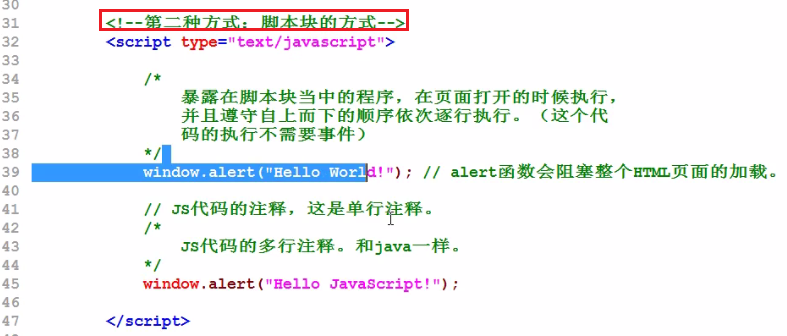 30
31 <!--第二种方式：脚本块的方式-->
32 <script type="text/javascript">
33
34 /*
35 暴露在脚本块当中的程序，在页面打开的时候执行，
36 并且遵守自上而下的顺序依次逐行执行。（这个代
37 码的执行不需要事件）
38 */
39 window.alert("Hello World!"); // alert函数会阻塞整个HTML页面的加载。
40
41 // JS代码的注释，这是单行注释。
42 /*
43 JS代码的多行注释。和java一样。
44 */
45 window.alert("Hello JavaScript!");
46
47 </script>